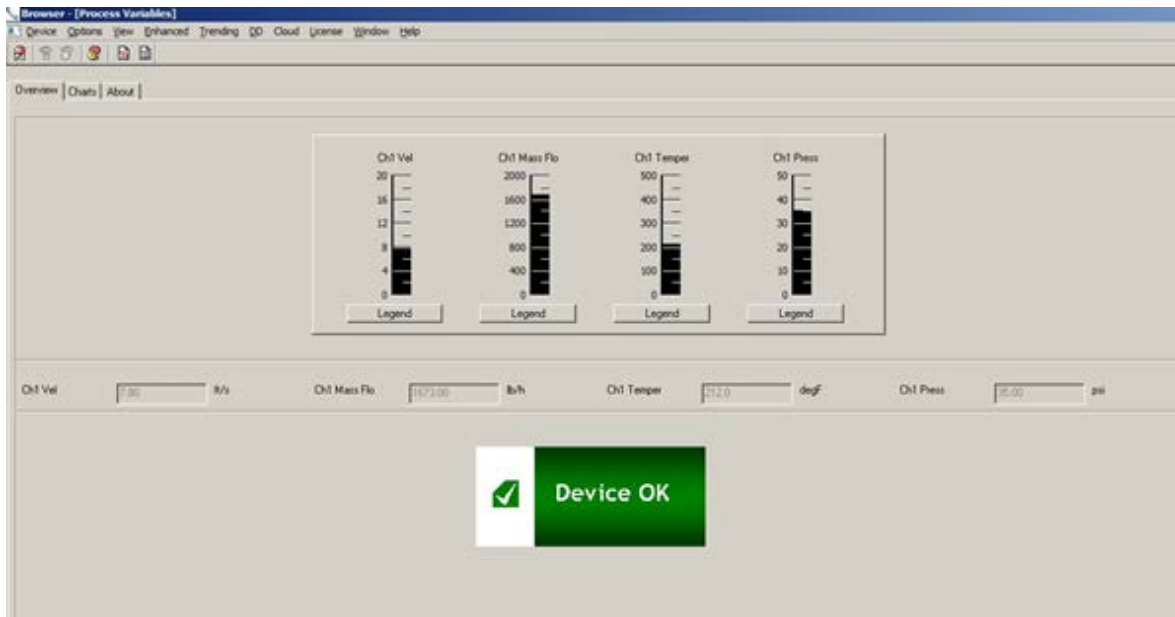 Browser - [Process Variables]
Device Options View Enhanced Trending DD Cloud License Window Help
Overview Charts About
Ch1 Vel Ch1 Mass Flo Ch1 Temper Ch1 Press
20 2000 500 50
16 1600 400 40
12 1200 300 30
8 800 200 20
4 400 100 10
0 0 0 0
Legend Legend Legend Legend
Ch1 Vel 7.80 ft/s Ch1 Mass Flo 1673.00 lb/h Ch1 Temper 212.0 degF Ch1 Press 35.00 psi
Device OK